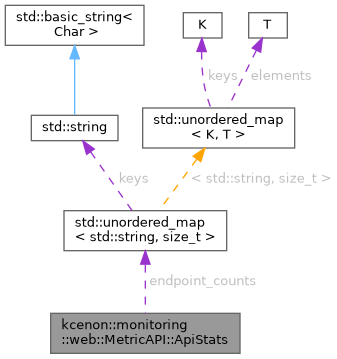 std::basic_string<
Char >
K
T
keys
elements
std::string
std::unordered_map
< K, T >
keys
< std::string, size_t >
std::unordered_map
< std::string, size_t >
endpoint_counts
kcenon::monitoring
::web::MetricAPI::ApiStats